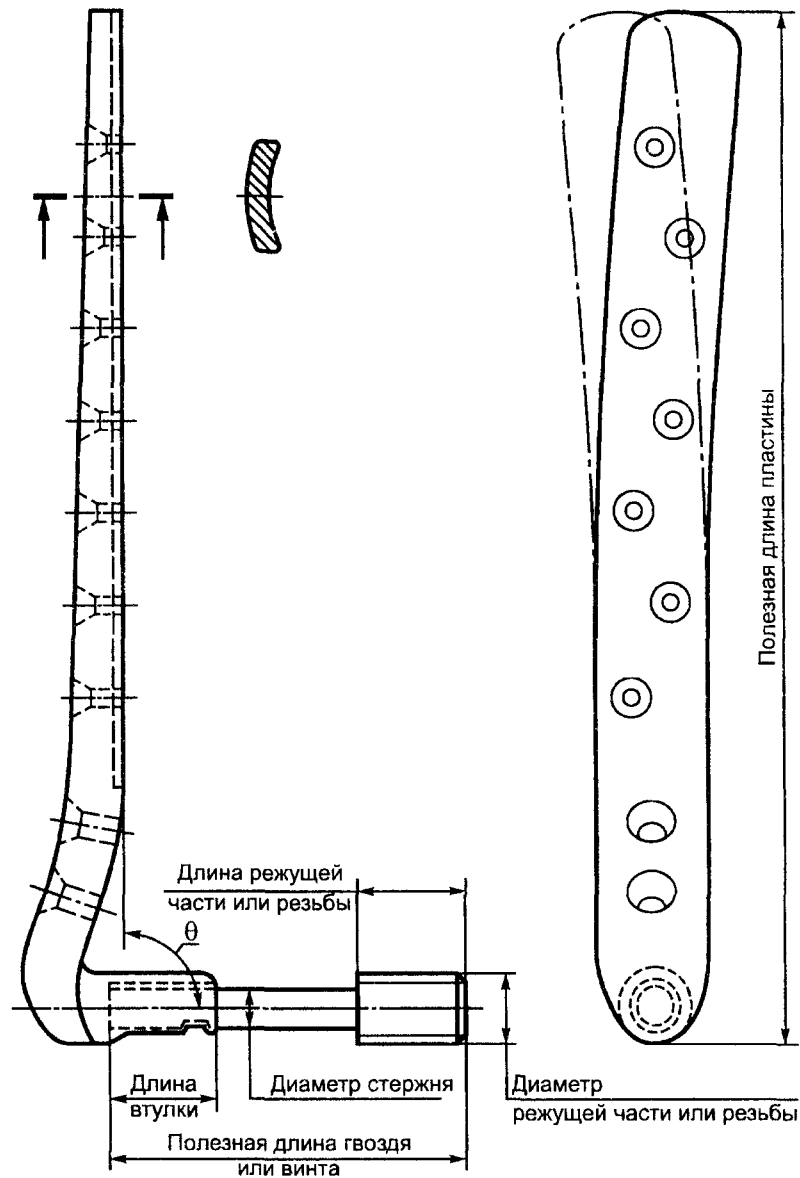 Полезная длина пластины
Длина режущей
части или резьбы
θ
Длина
втулки
Диаметр стержня
Диаметр
режущей части или резьбы
Полезная длина гвоздя
или винта